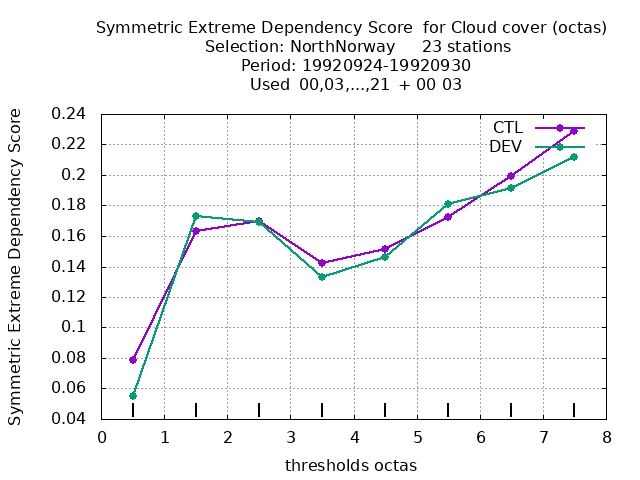 Symmetric Extreme Dependency Score  for Cloud cover (octas)
Selection: NorthNorway     23 stations
Period: 19920924-19920930
Used  00,03,...,21  + 00 03
Symmetric Extreme Dependency Score
0.24
0.22
0.2
0.18
0.16
0.14
0.12
0.1
0.08
0.06
0.04
CTL
DEV
0 1 2 3 4 5 6 7 8
thresholds octas